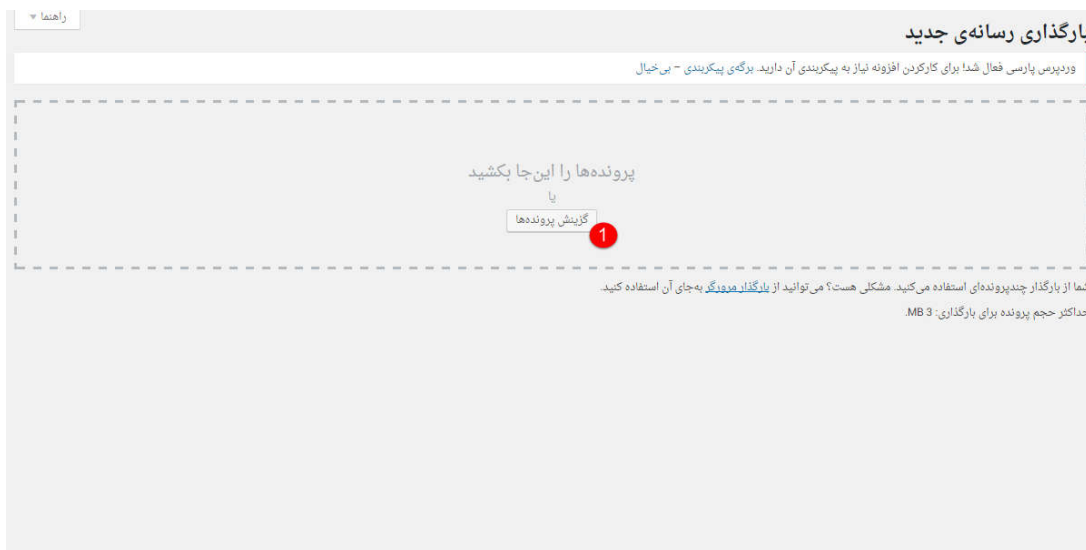 راهنما
بارگذاری رسانه‌ی جدید
وردپرس پارسی فعال شد! برای کارکردن افزونه نیاز به پیکربندی آن دارید. برگه‌ی پیکربندی – بی‌خیال
پرونده‌ها را این‌جا بکشید
یا
گزینش پرونده‌ها
1
شما از بارگذار چندپرونده‌ای استفاده می‌کنید. مشکلی هست؟ می‌توانید از بارگذار مرورگر به‌جای آن استفاده کنید.
حداکثر حجم پرونده برای بارگذاری: 3 MB.